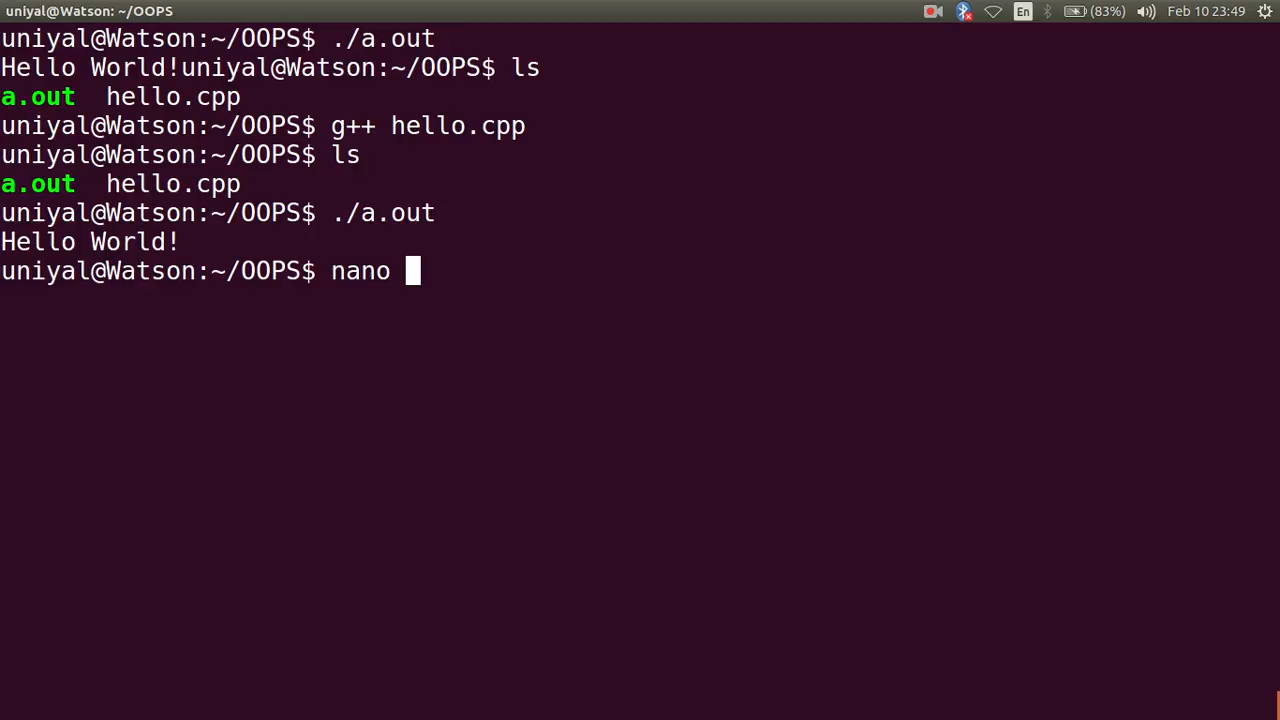 uniyal@Watson: ~/OOPS En (83%) Feb 10 23:49
uniyal@Watson:~/OOPS$ ./a.out
Hello World!uniyal@Watson:~/OOPS$ ls
a.out  hello.cpp
uniyal@Watson:~/OOPS$ g++ hello.cpp
uniyal@Watson:~/OOPS$ ls
a.out  hello.cpp
uniyal@Watson:~/OOPS$ ./a.out
Hello World!
uniyal@Watson:~/OOPS$ nano